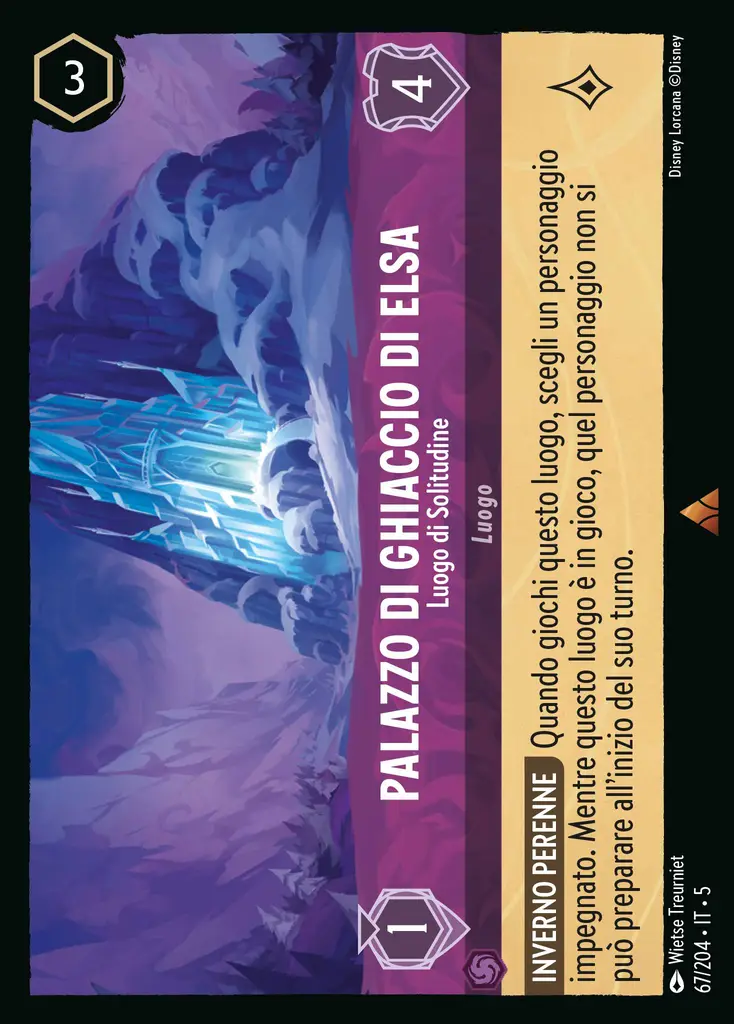 3
4
PALAZZO DI GHIACCIO DI ELSA
Luogo di Solitudine
1
Luogo
INVERNO PERENNE Quando giochi questo luogo, scegli un personaggio
impegnato. Mentre questo luogo è in gioco, quel personaggio non si
può preparare all'inizio del suo turno.
Wietse Treurniet
67/204 • IT • 5
Disney Lorcana ©Disney